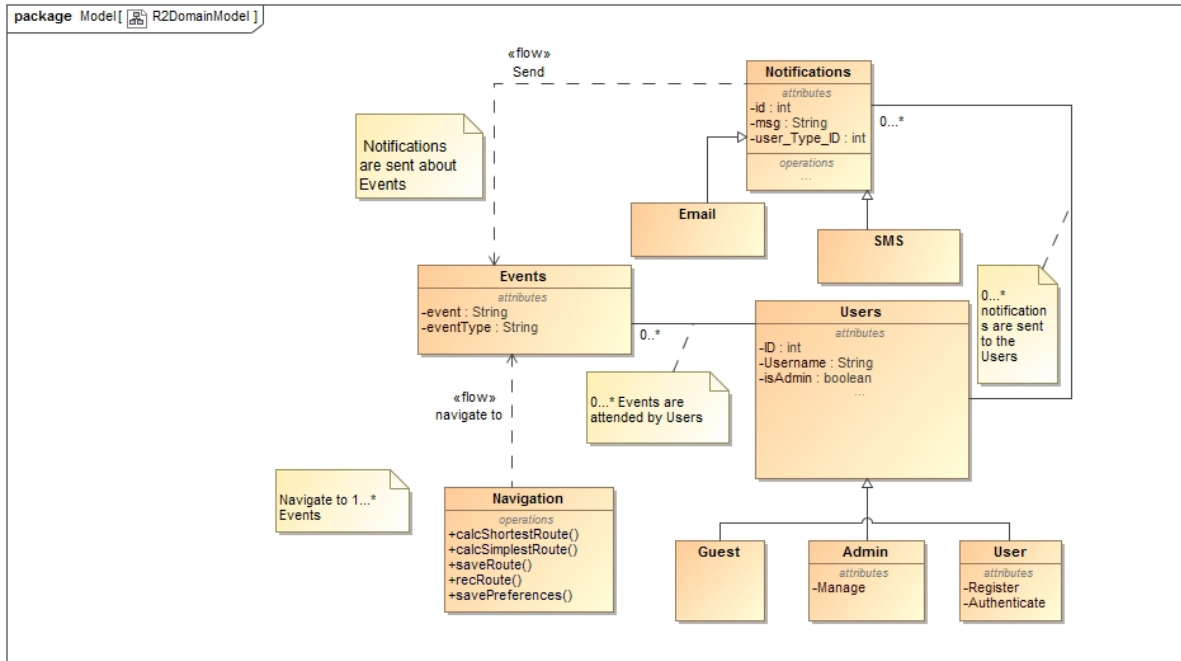 package Model[ R2DomainModel ]
«flow»
Send
Notifications
attributes
-id : int
-msg : String
-user_Type_ID : int
operations
...
0...*
Notifications
are sent about
Events
Email
SMS
Events
attributes
-event : String
-eventType : String
0..*
Users
attributes
-ID : int
-Username : String
-isAdmin : boolean
...
0...*
notification
s are sent
to the
Users
0...* Events are
attended by Users
«flow»
navigate to
Navigate to 1...*
Events
Navigation
operations
+calcShortestRoute()
+calcSimplestRoute()
+saveRoute()
+recRoute()
+savePreferences()
Guest
Admin
attributes
-Manage
User
attributes
-Register
-Authenticate